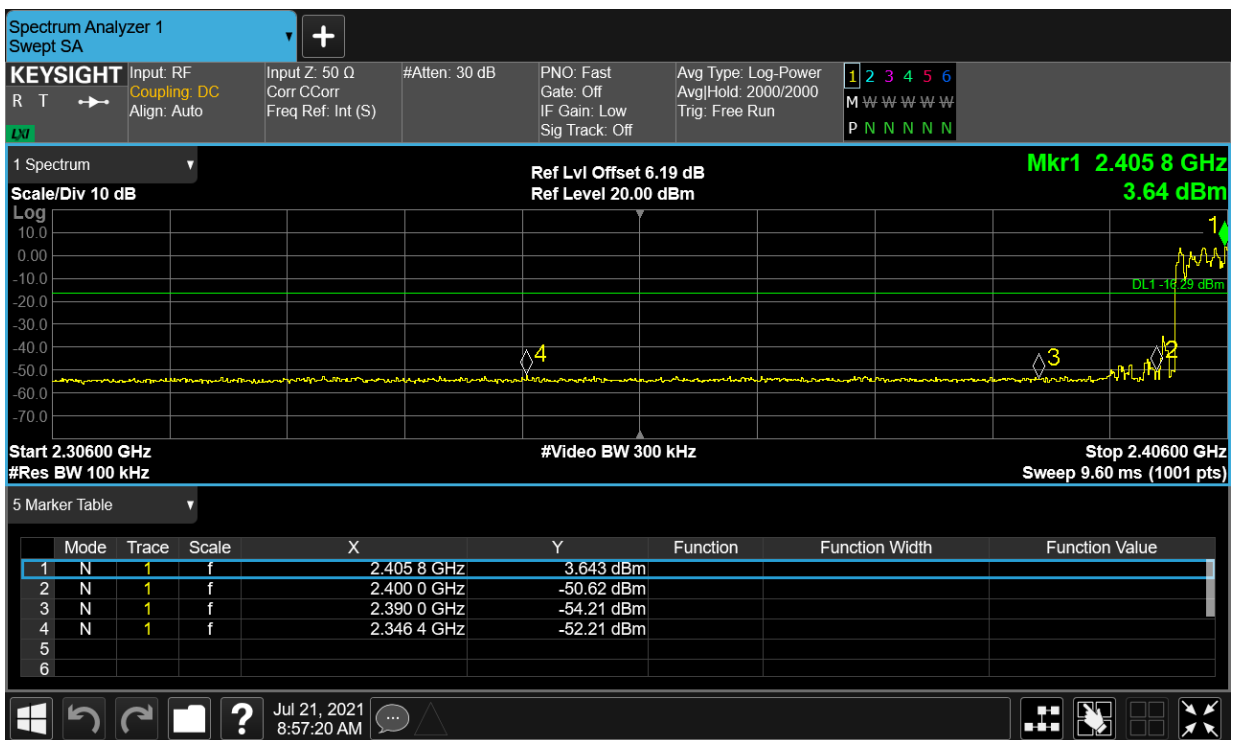 Spectrum Analyzer 1
Swept SA
KEYSIGHT
R T
LXI
Input: RF
Coupling: DC
Align: Auto
Input Z: 50 Ω
Corr CCorr
Freq Ref: Int (S)
#Atten: 30 dB
PNO: Fast
Gate: Off
IF Gain: Low
Sig Track: Off
Avg Type: Log-Power
Avg|Hold: 2000/2000
Trig: Free Run
1 2 3 4 5 6
M W W W W W
P N N N N N
1 Spectrum
Scale/Div 10 dB
Ref Lvl Offset 6.19 dB
Ref Level 20.00 dBm
Mkr1 2.405 8 GHz
3.64 dBm
Log
10.0
0.00
-10.0
-20.0
-30.0
-40.0
-50.0
-60.0
-70.0
1
DL1 -16.29 dBm
4
3
2
Start 2.30600 GHz
#Res BW 100 kHz
#Video BW 300 kHz
Stop 2.40600 GHz
Sweep 9.60 ms (1001 pts)
5 Marker Table
Mode Trace Scale X Y Function Function Width Function Value
1 N 1 f 2.405 8 GHz 3.643 dBm
2 N 1 f 2.400 0 GHz -50.62 dBm
3 N 1 f 2.390 0 GHz -54.21 dBm
4 N 1 f 2.346 4 GHz -52.21 dBm
5
6
?
Jul 21, 2021
8:57:20 AM